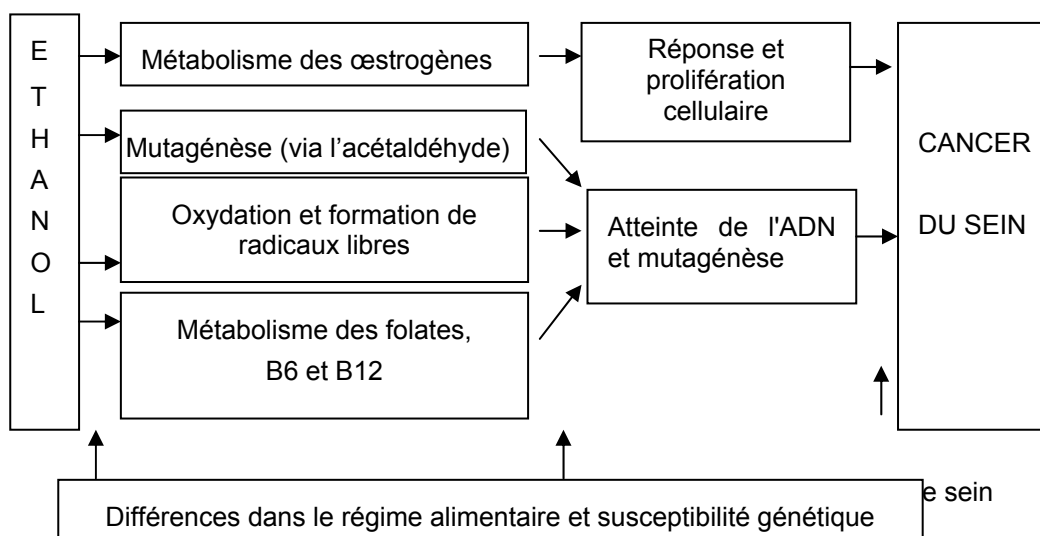 ETHANOL
Métabolisme des œstrogènes
Réponse et
prolifération
cellulaire
Mutagénèse (via l'acétaldéhyde)
Oxydation et formation de
radicaux libres
Atteinte de l'ADN
et mutagénèse
Métabolisme des folates,
B6 et B12
CANCER
DU SEIN
e sein
Différences dans le régime alimentaire et susceptibilité génétique